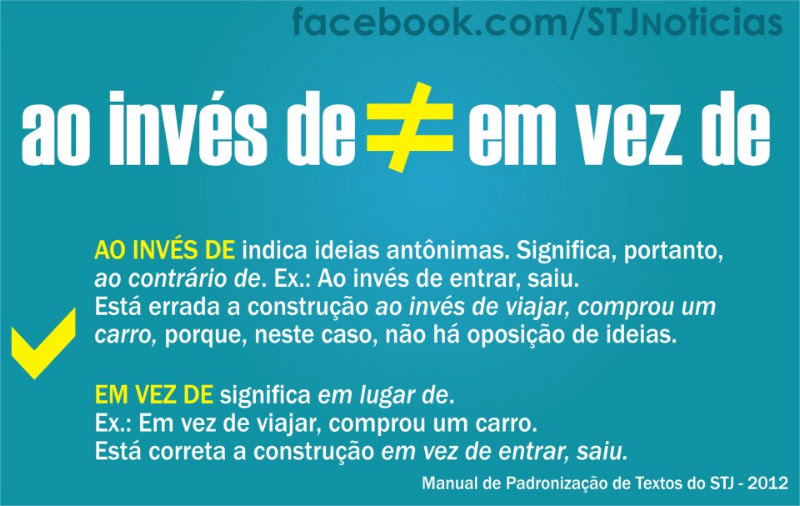 facebook.com/STJNoticias
ao invés de ≠ em vez de
AO INVÉS DE indica ideias antônimas. Significa, portanto,
ao contrário de. Ex.: Ao invés de entrar, saiu.
Está errada a construção ao invés de viajar, comprou um
carro, porque, neste caso, não há oposição de ideias.
EM VEZ DE significa em lugar de.
Ex.: Em vez de viajar, comprou um carro.
Está correta a construção em vez de entrar, saiu.
Manual de Padronização de Textos do STJ - 2012